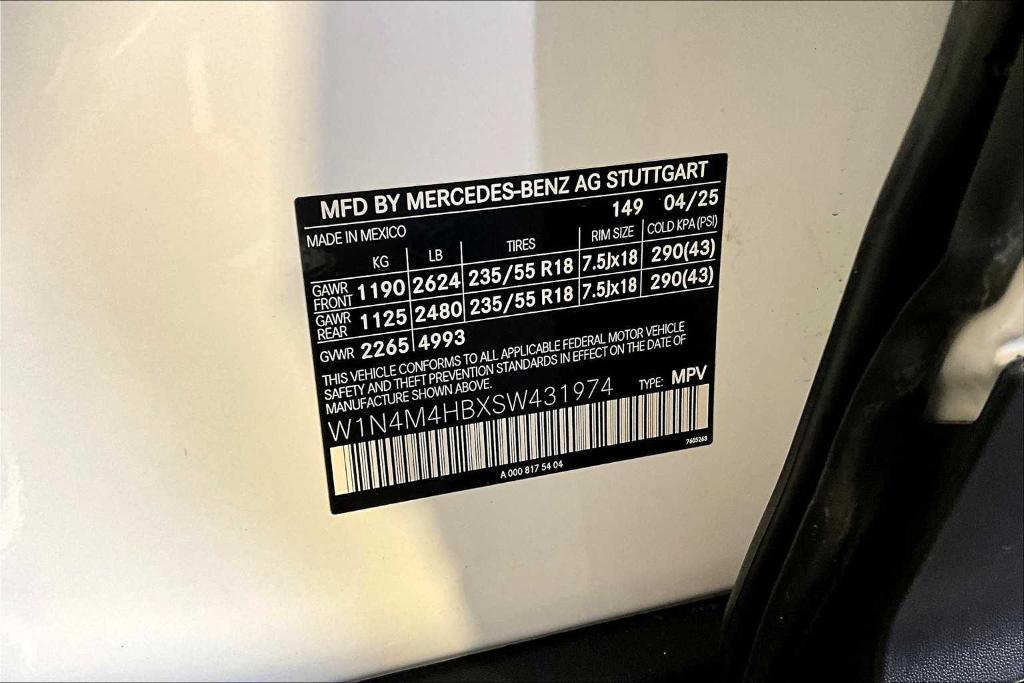 MFD BY MERCEDES-BENZ AG STUTTGART
MADE IN MEXICO 149 04/25
KG LB TIRES RIM SIZE COLD KPA (PSI)
GAWR FRONT 1190 2624 235/55 R18 7.5Jx18 290(43)
GAWR REAR 1125 2480 235/55 R18 7.5Jx18 290(43)
GVWR 2265 4993
THIS VEHICLE CONFORMS TO ALL APPLICABLE FEDERAL MOTOR VEHICLE
SAFETY AND THEFT PREVENTION STANDARDS IN EFFECT ON THE DATE OF
MANUFACTURE SHOWN ABOVE.
W1N4M4HBXSW431974 TYPE: MPV
A 000 817 54 04 7605263